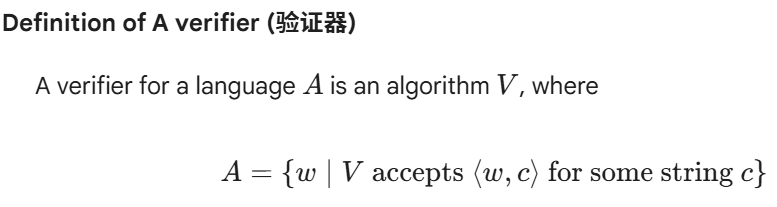 Definition of A verifier (验证器)
A verifier for a language A is an algorithm V, where
A = {w | V accepts ⟨w, c⟩ for some string c}